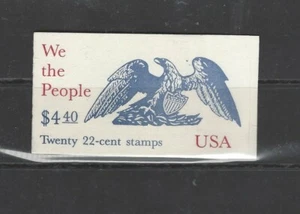 We
the
People
$4.40
Twenty 22-cent stamps
USA